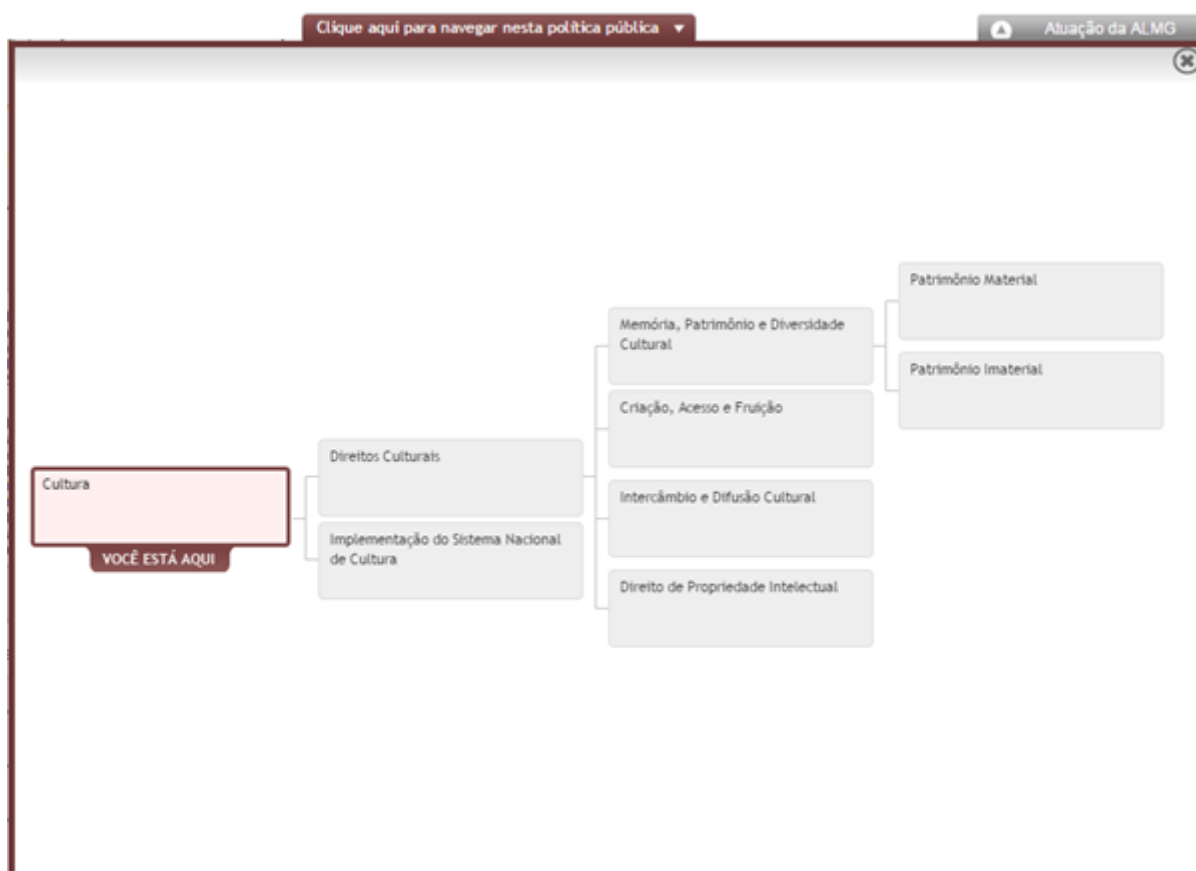 Clique aqui para navegar nesta política pública
Atuação da ALMG
Patrimônio Material
Memória, Patrimônio e Diversidade
Cultural
Patrimônio Imaterial
Criação, Acesso e Fruição
Direitos Culturais
Cultura
Intercâmbio e Difusão Cultural
Implementação do Sistema Nacional
de Cultura
VOCÊ ESTÁ AQUI
Direito de Propriedade Intelectual